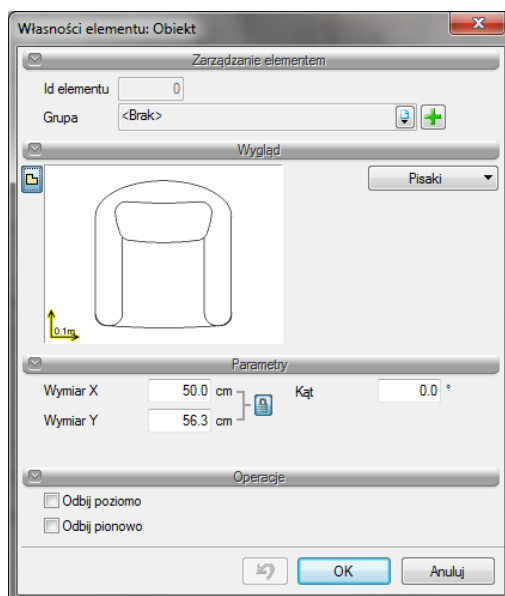 Własności elementu: Obiekt
Zarządzanie elementem
Id elementu 0
Grupa <Brak>
Wygląd
Pisaki
0.1m
Parametry
Wymiar X 50.0 cm Kąt 0.0 °
Wymiar Y 56.3 cm
Operacje
Odbij poziomo
Odbij pionowo
OK Anuluj